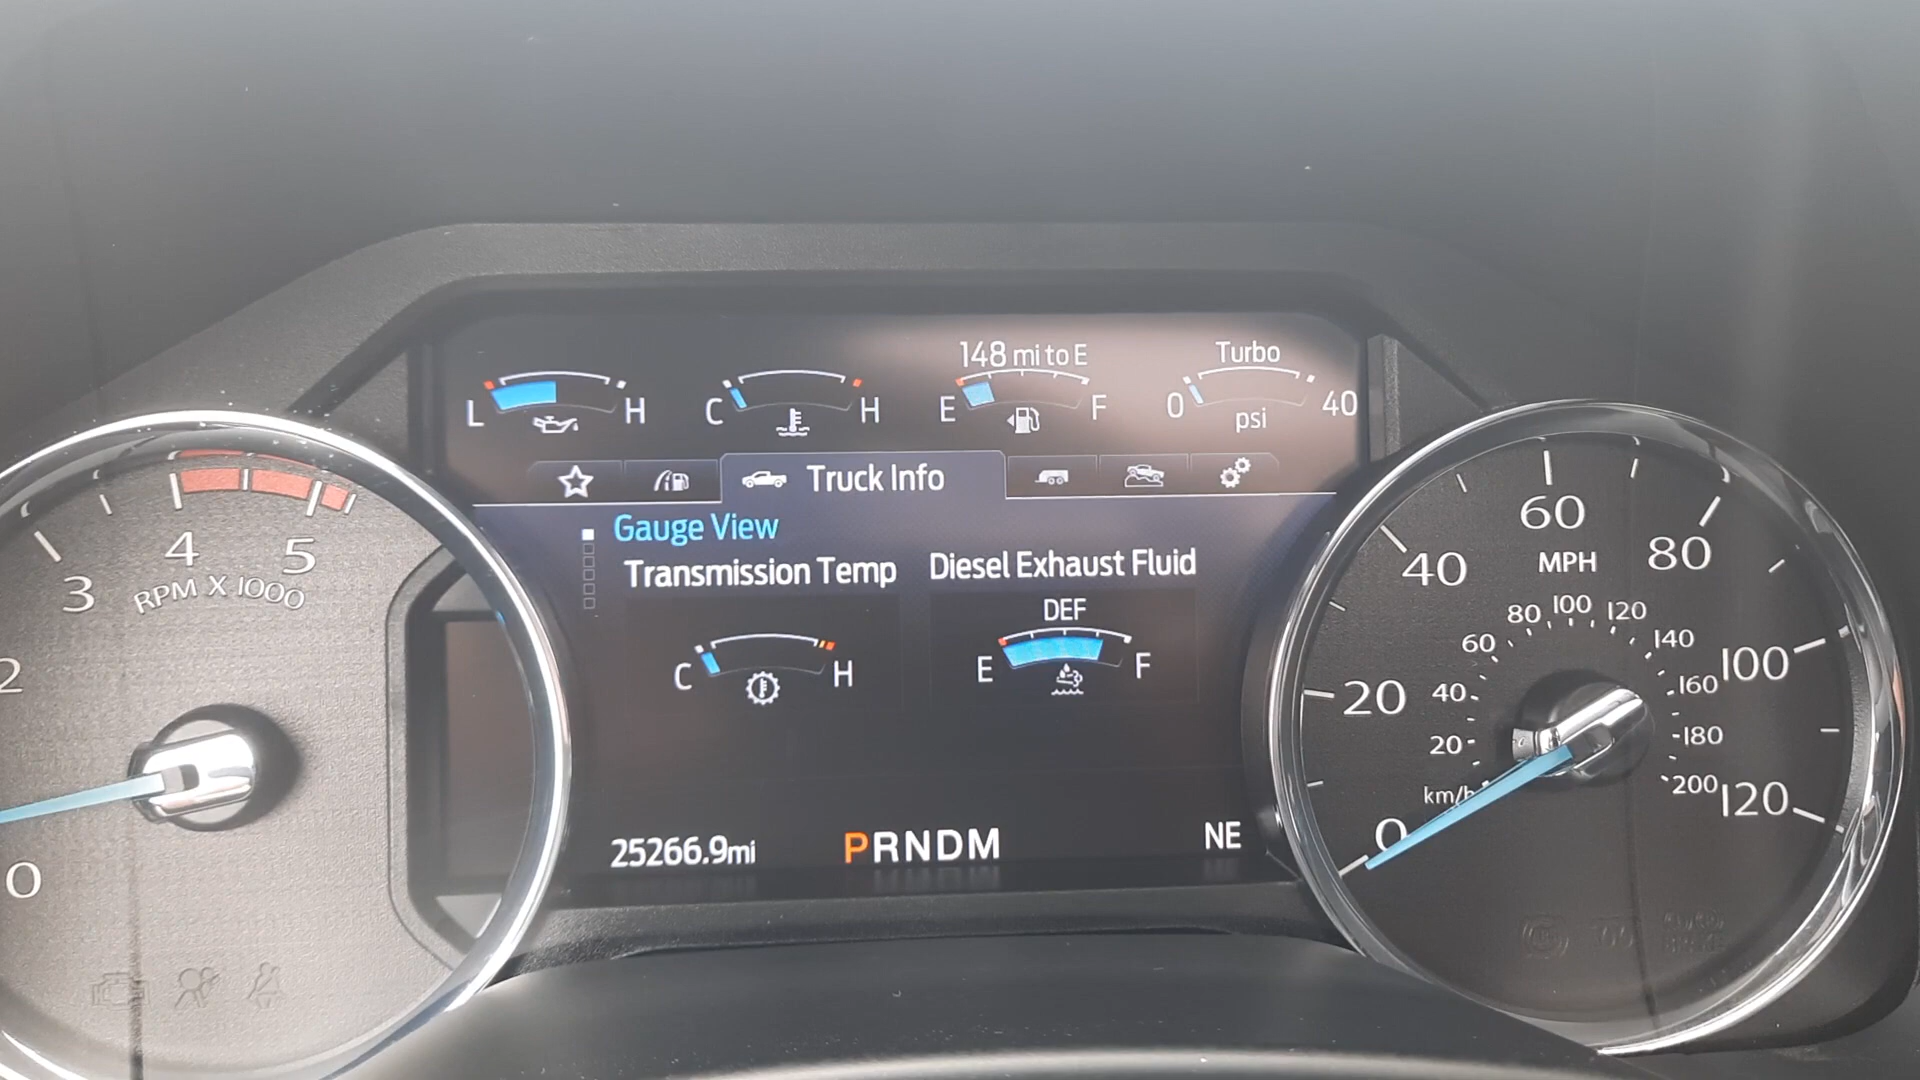 148 mi to E
Turbo
L H
C H
E F
0 40
psi
Truck Info
Gauge View
Transmission Temp
Diesel Exhaust Fluid
DEF
C H
E F
25266.9mi
PRNDM
NE
0
2
3
4
5
RPM X 1000
0
20
40
60
80
100
120
MPH
20
40
60
80
100
120
140
160
180
200
km/h